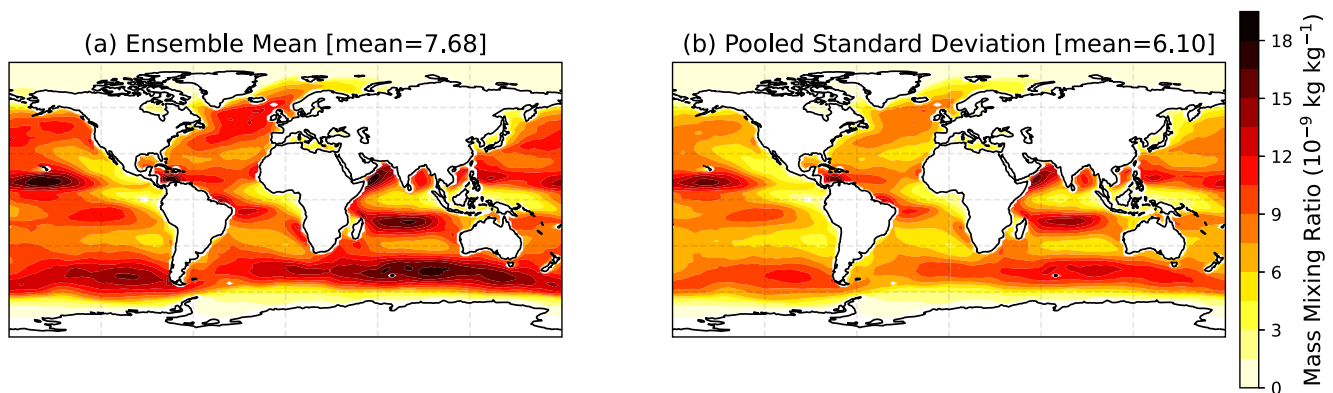 (a) Ensemble Mean [mean=7.68]
(b) Pooled Standard Deviation [mean=6.10]
18
15
12
9
6
3
0
Mass Mixing Ratio (10⁻⁹ kg kg⁻¹)